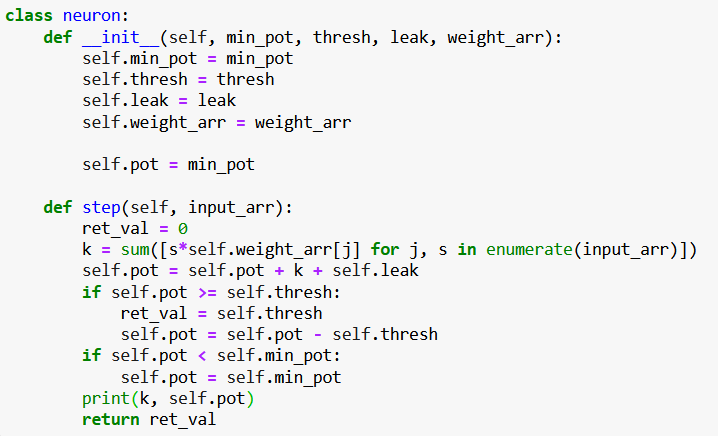 class neuron:
    def __init__(self, min_pot, thresh, leak, weight_arr):
        self.min_pot = min_pot
        self.thresh = thresh
        self.leak = leak
        self.weight_arr = weight_arr

        self.pot = min_pot

    def step(self, input_arr):
        ret_val = 0
        k = sum([s*self.weight_arr[j] for j, s in enumerate(input_arr)])
        self.pot = self.pot + k + self.leak
        if self.pot >= self.thresh:
            ret_val = self.thresh
            self.pot = self.pot - self.thresh
        if self.pot < self.min_pot:
            self.pot = self.min_pot
        print(k, self.pot)
        return ret_val